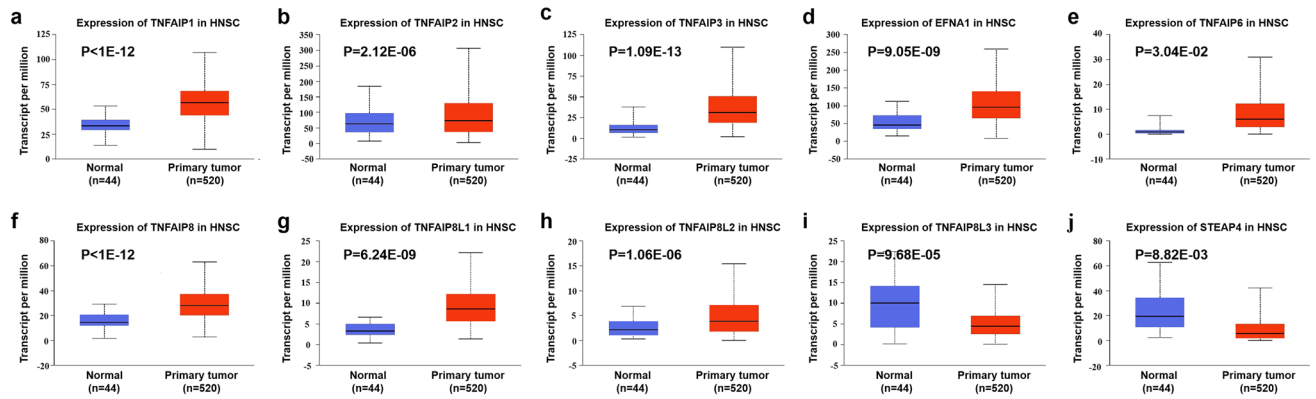 a
Expression of TNFAIP1 in HNSC
P<1E-12
Transcript per million
125
100
75
50
25
0
Normal
(n=44)
Primary tumor
(n=520)
b
Expression of TNFAIP2 in HNSC
P=2.12E-06
Transcript per million
350
300
250
200
150
100
50
0
-50
Normal
(n=44)
Primary tumor
(n=520)
c
Expression of TNFAIP3 in HNSC
P=1.09E-13
Transcript per million
125
100
75
50
25
0
-25
Normal
(n=44)
Primary tumor
(n=520)
d
Expression of EFNA1 in HNSC
P=9.05E-09
Transcript per million
300
250
200
150
100
50
0
-50
Normal
(n=44)
Primary tumor
(n=520)
e
Expression of TNFAIP6 in HNSC
P=3.04E-02
Transcript per million
40
30
20
10
0
-10
Normal
(n=44)
Primary tumor
(n=520)
f
Expression of TNFAIP8 in HNSC
P<1E-12
Transcript per million
80
60
40
20
0
-20
Normal
(n=44)
Primary tumor
(n=520)
g
Expression of TNFAIP8L1 in HNSC
P=6.24E-09
Transcript per million
25
20
15
10
5
0
-5
Normal
(n=44)
Primary tumor
(n=520)
h
Expression of TNFAIP8L2 in HNSC
P=1.06E-06
Transcript per million
20
15
10
5
0
-5
Normal
(n=44)
Primary tumor
(n=520)
i
Expression of TNFAIP8L3 in HNSC
P=9.68E-05
Transcript per million
25
20
15
10
5
0
-5
Normal
(n=44)
Primary tumor
(n=520)
j
Expression of STEAP4 in HNSC
P=8.82E-03
Transcript per million
80
60
40
20
0
-20
Normal
(n=44)
Primary tumor
(n=520)